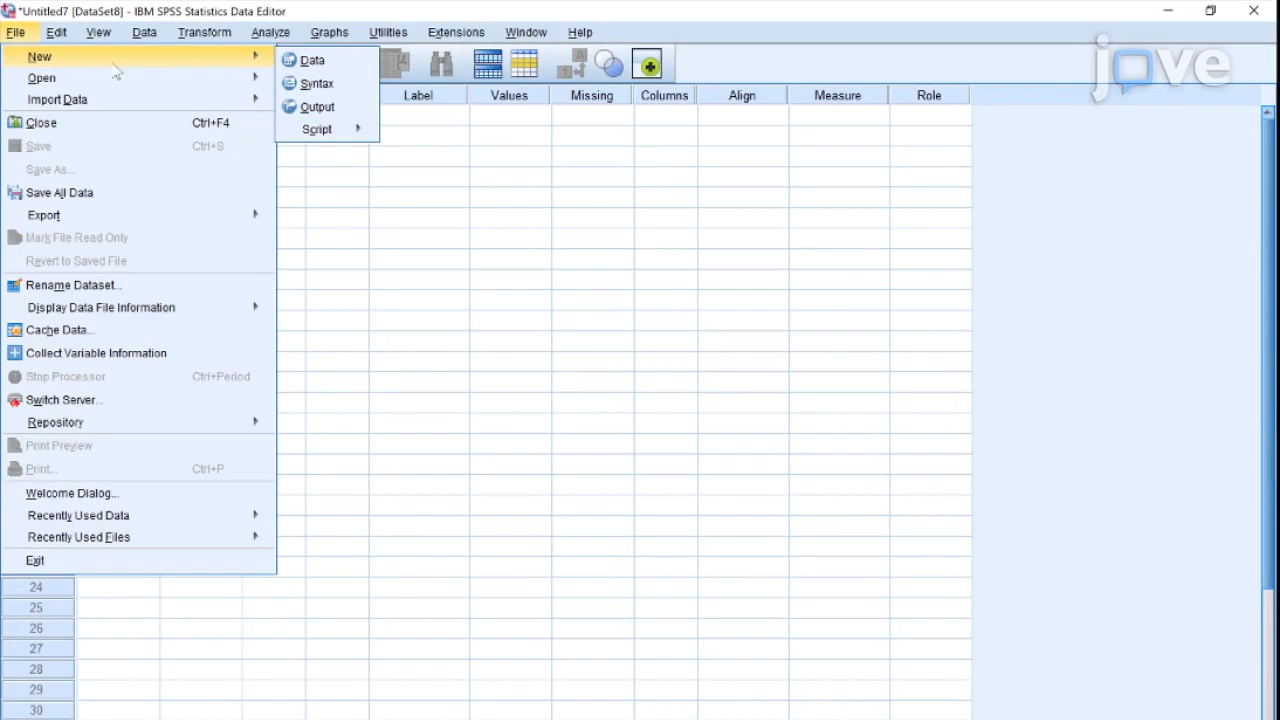 *Untitled7 [DataSet8] - IBM SPSS Statistics Data Editor
File Edit View Data Transform Analyze Graphs Utilities Extensions Window Help
jove
New
Open
Import Data
Close Ctrl+F4
Save Ctrl+S
Save As...
Save All Data
Export
Mark File Read Only
Revert to Saved File
Rename Dataset...
Display Data File Information
Cache Data...
Collect Variable Information
Stop Processor Ctrl+Period
Switch Server...
Repository
Print Preview
Print... Ctrl+P
Welcome Dialog...
Recently Used Data
Recently Used Files
Exit
Data
Syntax
Output
Script
Label Values Missing Columns Align Measure Role
24
25
26
27
28
29
30